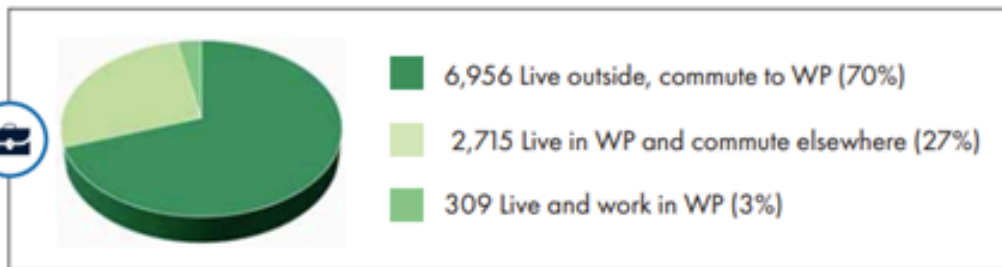 6,956 Live outside, commute to WP (70%)
2,715 Live in WP and commute elsewhere (27%)
309 Live and work in WP (3%)